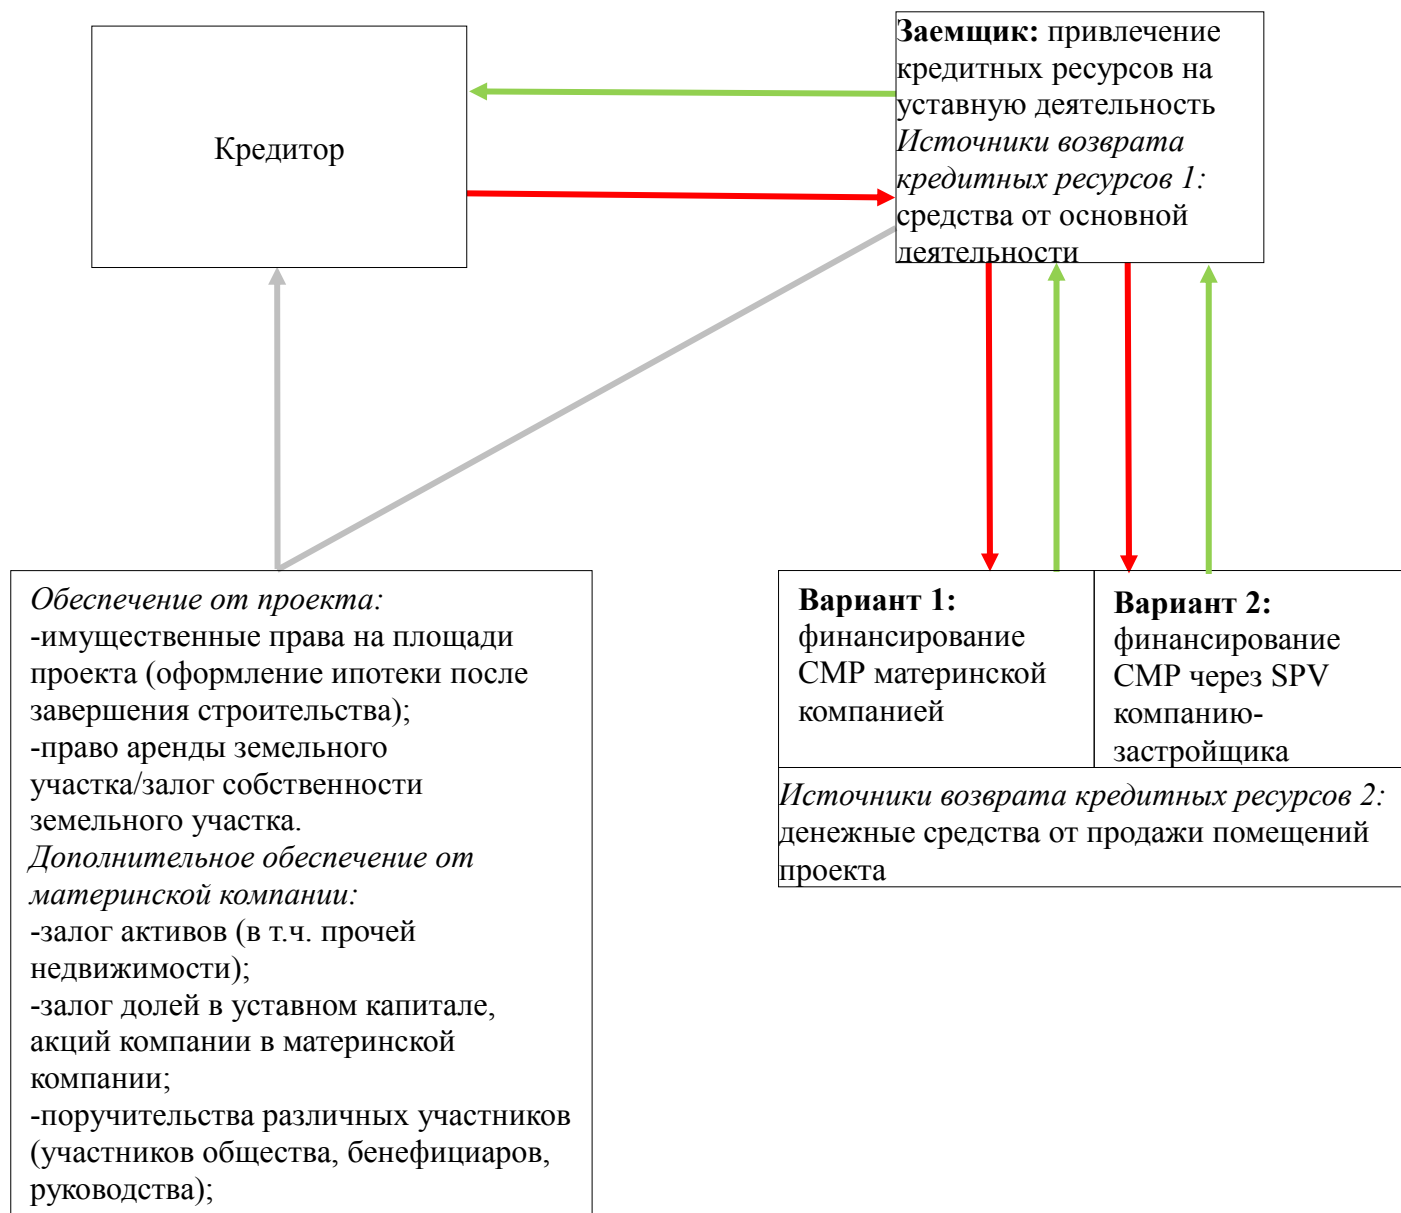 Кредитор
Заемщик: привлечение
кредитных ресурсов на
уставную деятельность
Источники возврата
кредитных ресурсов 1:
средства от основной
деятельности
Обеспечение от проекта:
-имущественные права на площади
проекта (оформление ипотеки после
завершения строительства);
-право аренды земельного
участка/залог собственности
земельного участка.
Дополнительное обеспечение от
материнской компании:
-залог активов (в т.ч. прочей
недвижимости);
-залог долей в уставном капитале,
акций компании в материнской
компании;
-поручительства различных участников
(участников общества, бенефициаров,
руководства);
Вариант 1:
финансирование
СМР материнской
компанией
Вариант 2:
финансирование
СМР через SPV
компанию-
застройщика
Источники возврата кредитных ресурсов 2:
денежные средства от продажи помещений
проекта